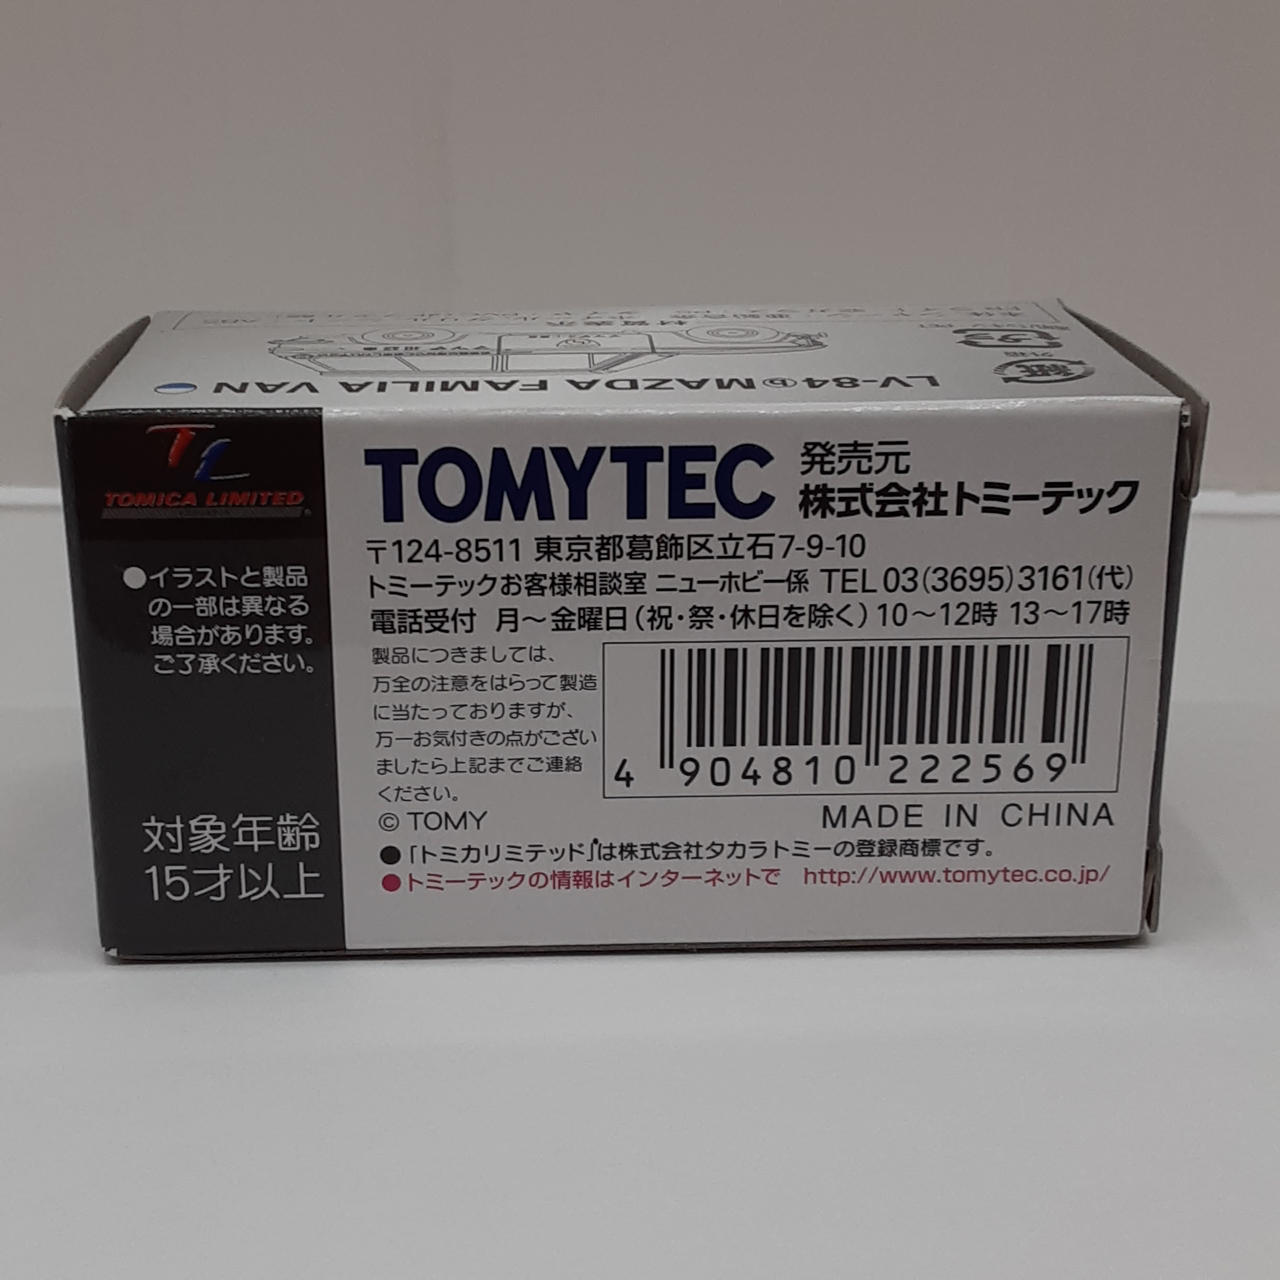 LV-84ⓑ MAZDA FAMILIA VAN
材質表示
TL
TOMICA LIMITED
●イラストと製品
の一部は異なる
場合があります。
ご了承ください。
対象年齢
15才以上
TOMYTEC
発売元
株式会社トミーテック
〒124-8511 東京都葛飾区立石7-9-10
トミーテックお客様相談室 ニューホビー係 TEL 03(3695)3161(代)
電話受付 月〜金曜日(祝・祭・休日を除く) 10〜12時 13〜17時
製品につきましては、
万全の注意をはらって製造
に当たっておりますが、
万一お気付きの点がござい
ましたら上記までご連絡
ください。
4 904810 222569
© TOMY
MADE IN CHINA
●「トミカリミテッド」は株式会社タカラトミーの登録商標です。
●トミーテックの情報はインターネットで http://www.tomytec.co.jp/